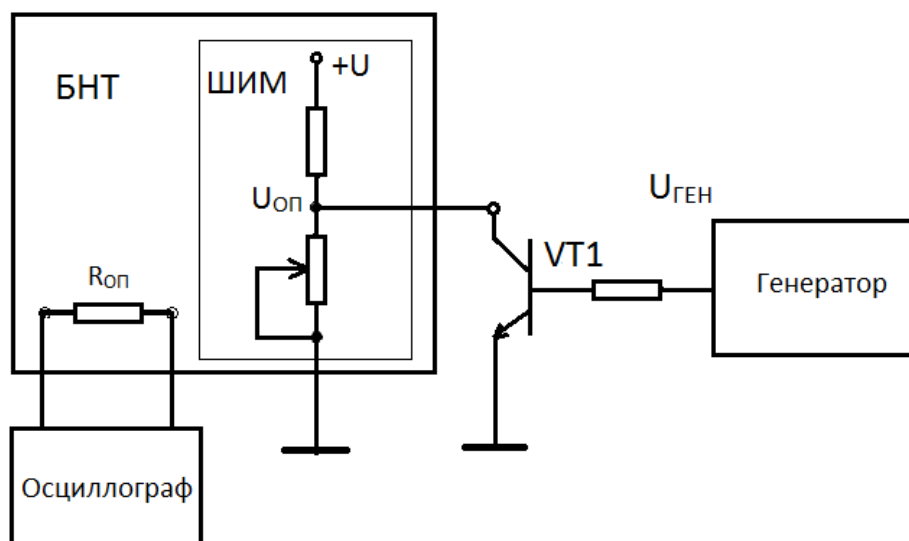 БНТ
ШИМ
+U
UОП
RОП
VT1
UГЕН
Генератор
Осциллограф